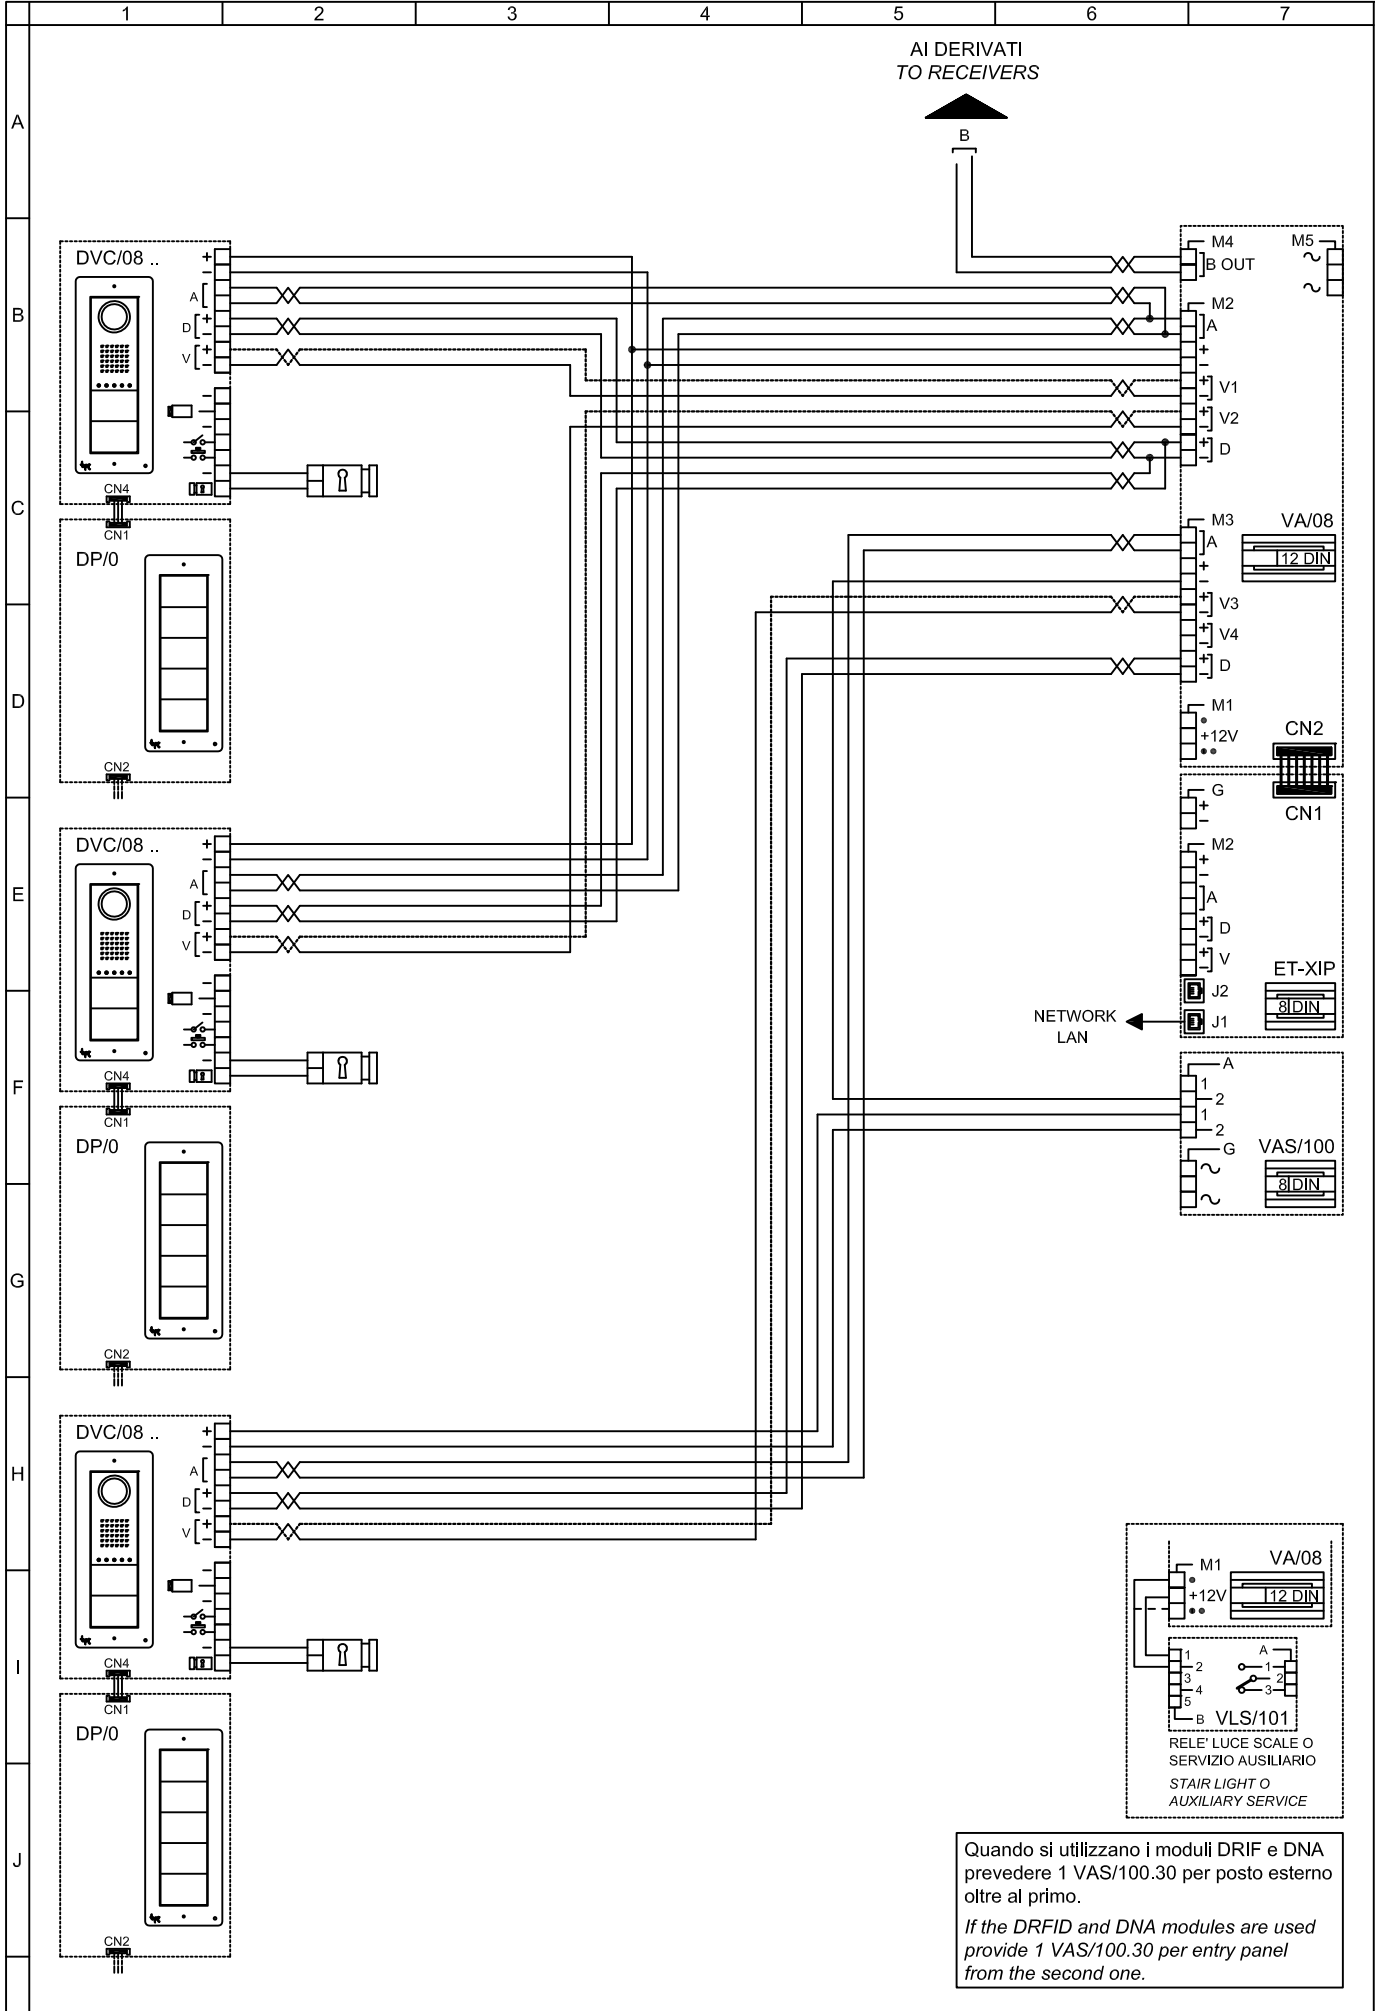 1 2 3 4 5 6 7
A
B
C
D
E
F
G
H
I
J
AI DERIVATI
TO RECEIVERS
B
DVC/08 ..
+
−
A
D + −
V + −
−
−
−
CN4
CN1
DP/0
CN2
DVC/08 ..
+
−
A
D + −
V + −
−
−
−
CN4
CN1
DP/0
CN2
DVC/08 ..
+
−
A
D + −
V + −
−
−
−
CN4
CN1
DP/0
CN2
M4 M5
B OUT ~
~
M2
A
+
−
+ − V1
+ − V2
+ − D
M3 VA/08
A 12 DIN
+
−
+ − V3
+ − V4
+ − D
M1
+12V CN2
CN1
G
+
−
M2
+
−
A
+ − D
+ − V
ET-XIP
8 DIN
J2
J1
NETWORK
LAN
A
1
2
1
2
VAS/100
G
~
~
8 DIN
M1 VA/08
+12V 12 DIN
1
2
3
4
5
B
A
1
2
3
VLS/101
RELE' LUCE SCALE O
SERVIZIO AUSILIARIO
STAIR LIGHT O
AUXILIARY SERVICE
Quando si utilizzano i moduli DRIF e DNA
prevedere 1 VAS/100.30 per posto esterno
oltre al primo.
If the DRFID and DNA modules are used
provide 1 VAS/100.30 per entry panel
from the second one.